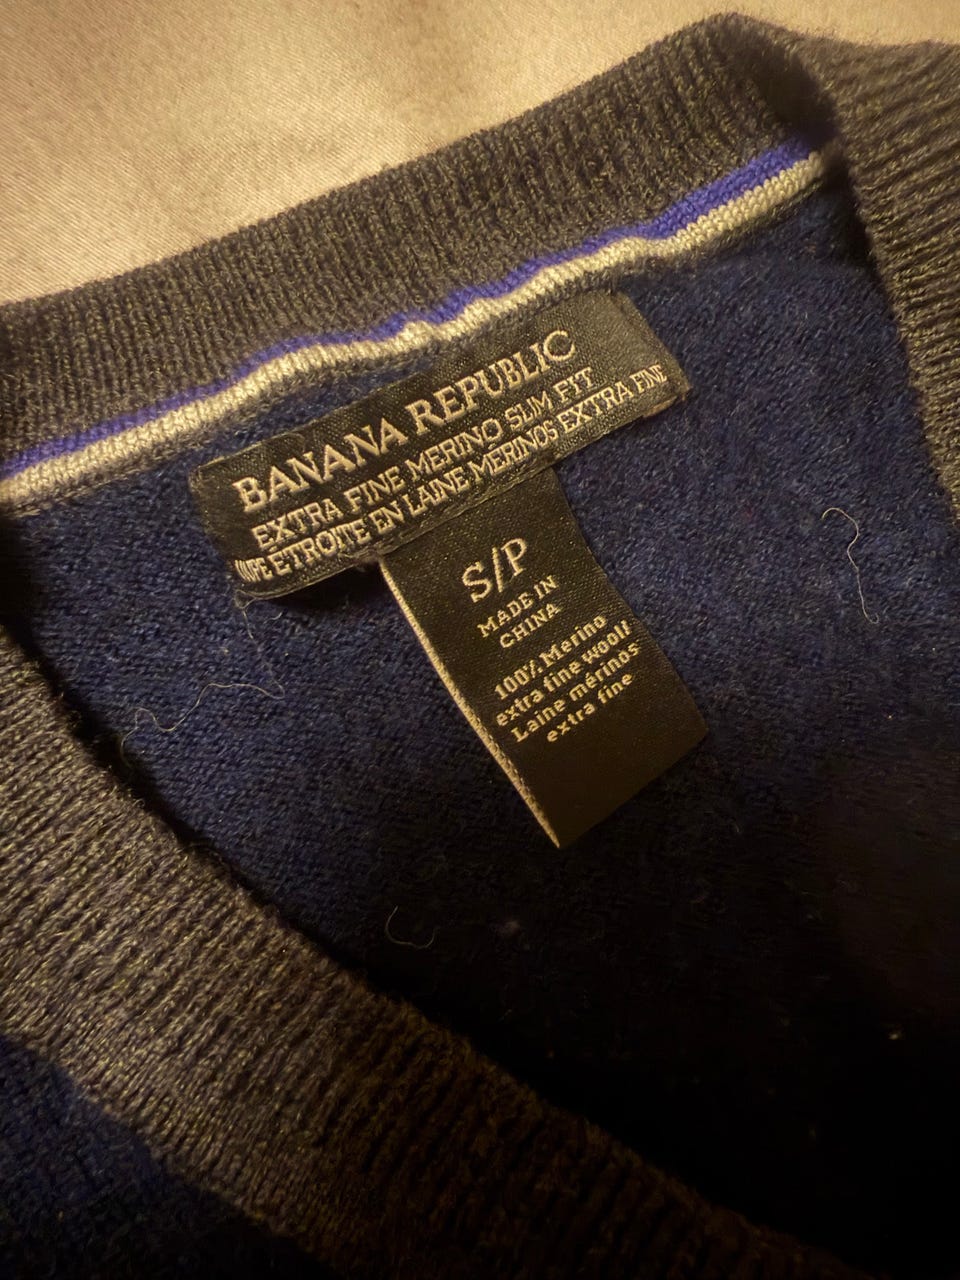 BANANA REPUBLIC
EXTRA FINE MERINO SLIM FIT
COUPE ÉTROITE EN LAINE MERINOS EXTRA FINE
S/P
MADE IN
CHINA
100% Merino
extra fine wool/
Laine mérinos
extra fine